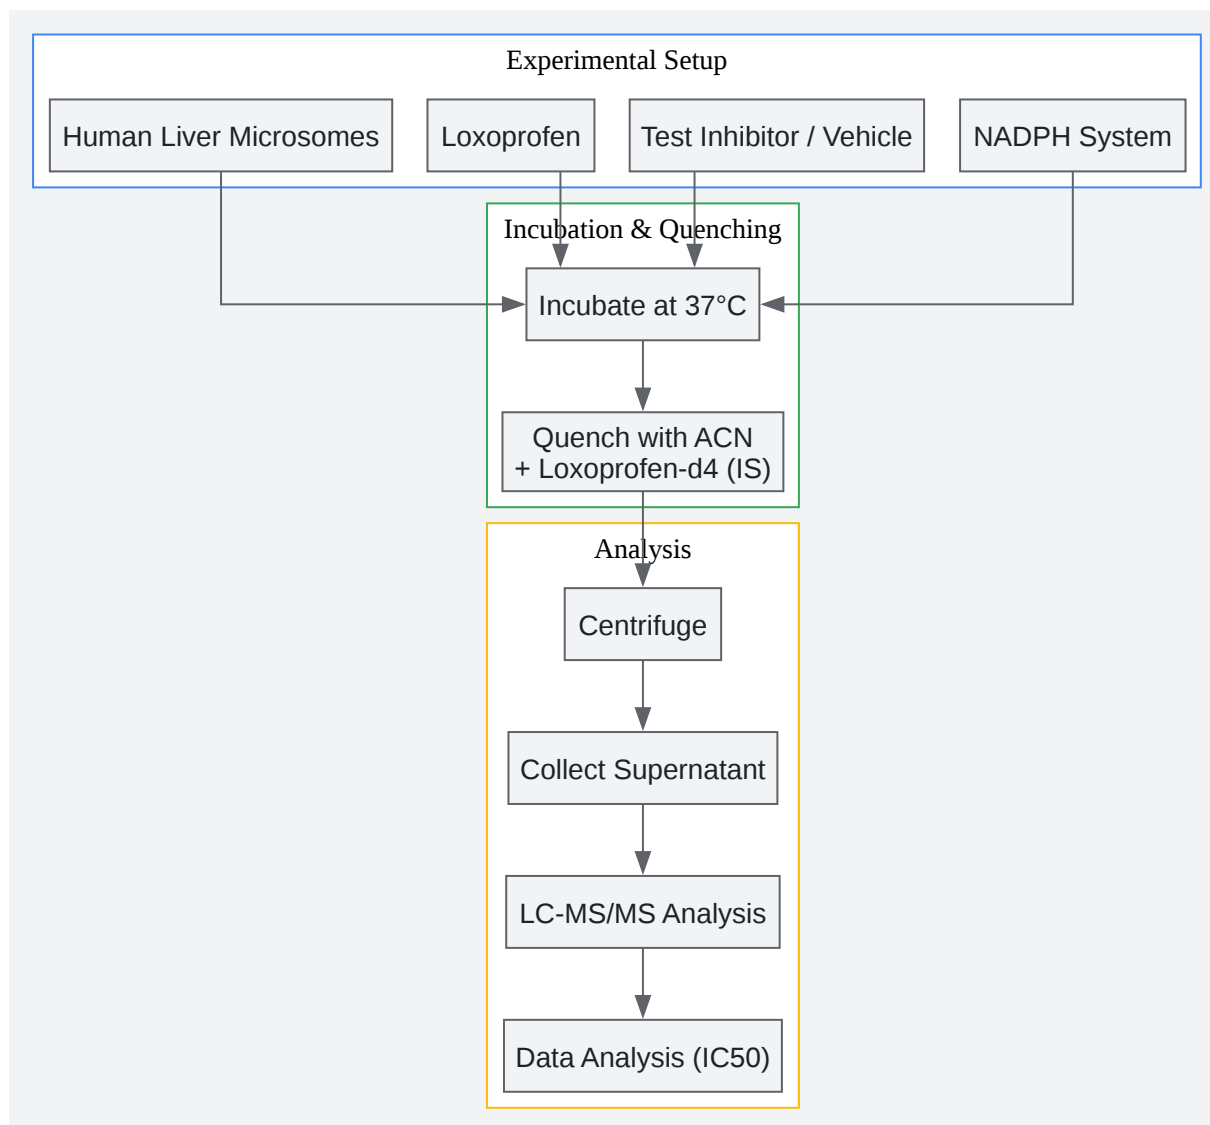 Experimental Setup
Human Liver Microsomes
Loxoprofen
Test Inhibitor / Vehicle
NADPH System
Incubation & Quenching
Incubate at 37°C
Quench with ACN
+ Loxoprofen-d4 (IS)
Analysis
Centrifuge
Collect Supernatant
LC-MS/MS Analysis
Data Analysis (IC50)